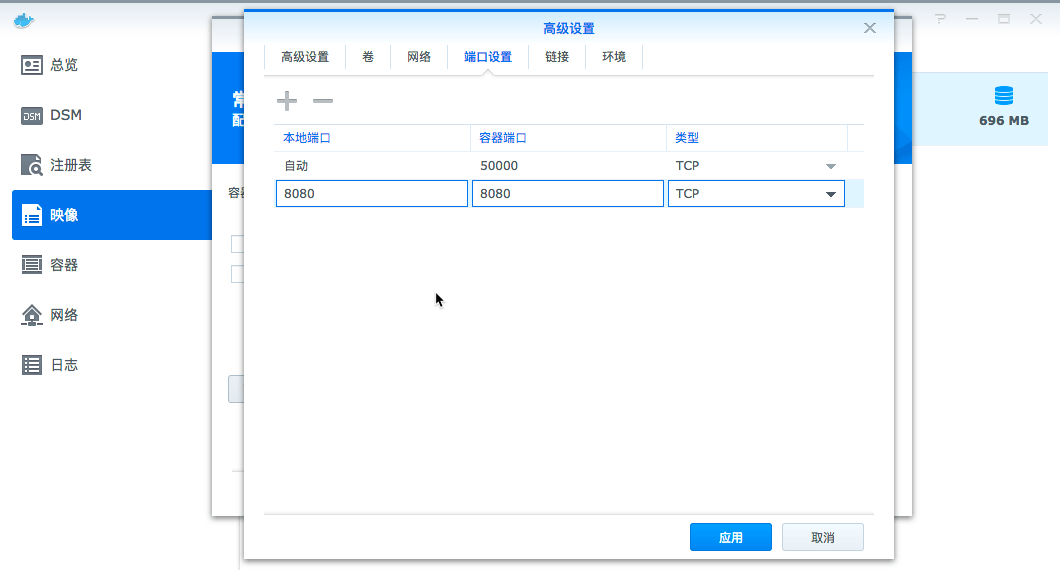 高级设置
高级设置 卷 网络 端口设置 链接 环境
总览
DSM
注册表
映像
容器
网络
日志
常
配
容
696 MB
本地端口 容器端口 类型
自动 50000 TCP
8080 8080 TCP
应用 取消